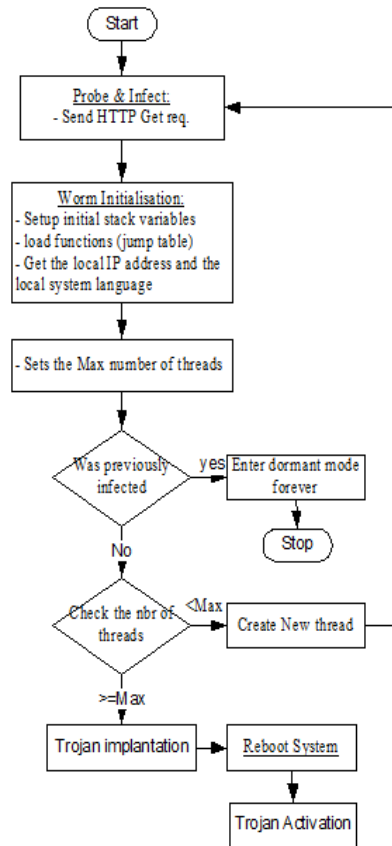 Start
Probe & Infect:
- Send HTTP Get req.
Worm Initialisation:
- Setup initial stack variables
- load functions (jump table)
- Get the local IP address and the
local system language
- Sets the Max number of threads
Was previously
infected
yes
Enter dormant mode
forever
Stop
No
Check the nbr of
threads
<Max
Create New thread
>=Max
Trojan implantation
Reboot System
Trojan Activation